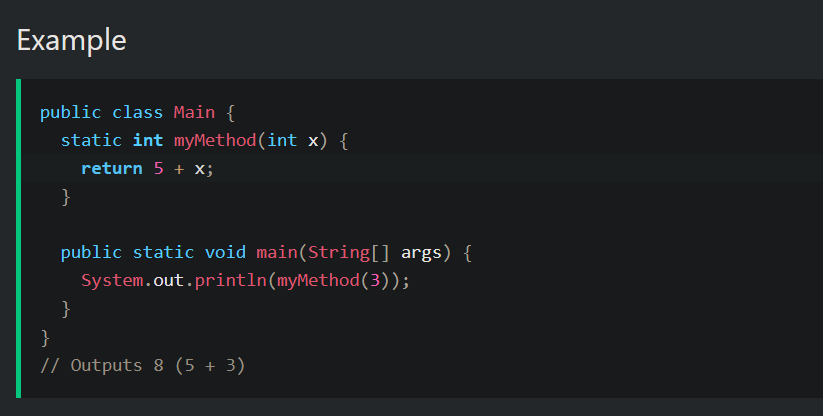 Example
public class Main {
  static int myMethod(int x) {
    return 5 + x;
  }
  public static void main(String[] args) {
    System.out.println(myMethod(3));
  }
}
// Outputs 8 (5 + 3)